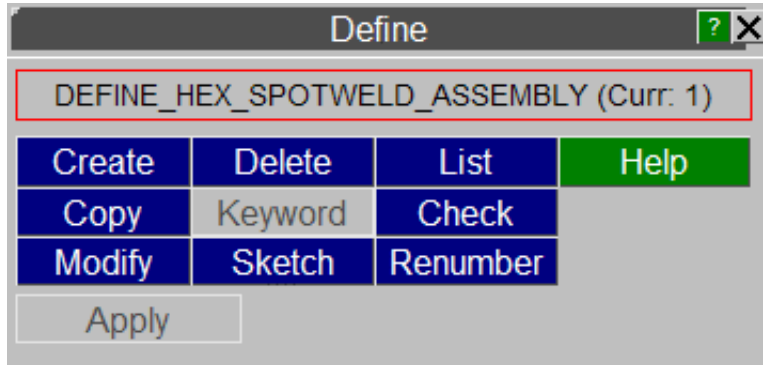 Define ?
DEFINE_HEX_SPOTWELD_ASSEMBLY (Curr: 1)
Create Delete List Help
Copy Keyword Check
Modify Sketch Renumber
Apply